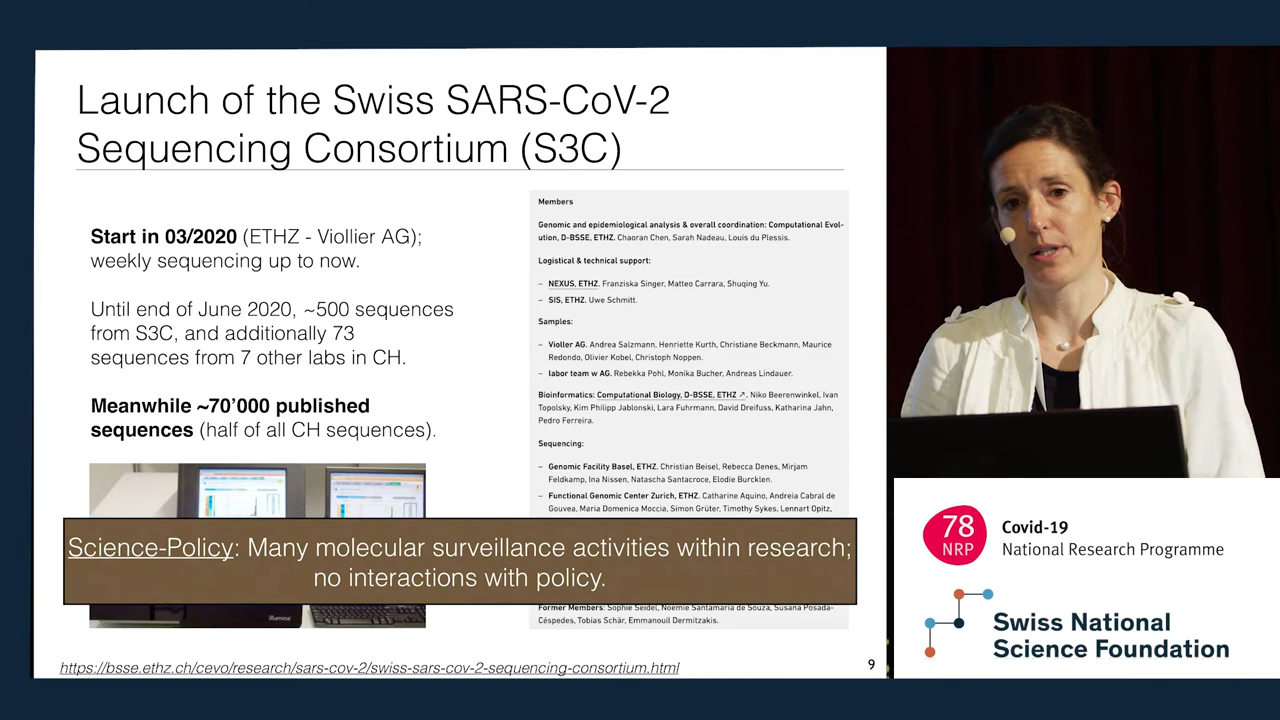 Launch of the Swiss SARS-CoV-2
Sequencing Consortium (S3C)
Start in 03/2020 (ETHZ - Viollier AG);
weekly sequencing up to now.
Until end of June 2020, ~500 sequences
from S3C, and additionally 73
sequences from 7 other labs in CH.
Meanwhile ~70'000 published
sequences (half of all CH sequences).
Members
Genomic and epidemiological analysis & overall coordination: Computational Evol-
ution, D-BSSE, ETHZ. Chaoran Chen, Sarah Nadeau, Louis du Plessis.
Logistical & technical support:
– NEXUS, ETHZ. Franziska Singer, Matteo Carrara, Shuqing Yu.
– SIS, ETHZ. Uwe Schmitt.
Samples:
– Violler AG. Andrea Salzmann, Henriette Kurth, Christiane Beckmann, Maurice
Redondo, Olivier Kobel, Christoph Noppen.
– labor team w AG. Rebekka Pohl, Monika Bucher, Andreas Lindauer.
Bioinformatics: Computational Biology, D-BSSE, ETHZ ↗. Niko Beerenwinkel, Ivan
Topolsky, Kim Philipp Jablonski, Lara Fuhrmann, David Dreifuss, Katharina Jahn,
Pedro Ferreira.
Sequencing:
– Genomic Facility Basel, ETHZ. Christian Beisel, Rebecca Denes, Mirjam
Feldkamp, Ina Nissen, Natascha Santacroce, Elodie Burcklen.
– Functional Genomic Center Zurich, ETHZ. Catharine Aquino, Andreia Cabral de
Gouvea, Maria Domenica Moccia, Simon Grüter, Timothy Sykes, Lennart Opitz,
Science-Policy: Many molecular surveillance activities within research;
no interactions with policy.
illumina
Former Members: Sophie Seidel, Noemie Santamaria de Souza, Susana Posada-
Céspedes, Tobias Schär, Emmanouil Dermitzakis.
https://bsse.ethz.ch/cevo/research/sars-cov-2/swiss-sars-cov-2-sequencing-consortium.html
9
78
NRP
Covid-19
National Research Programme
Swiss National
Science Foundation